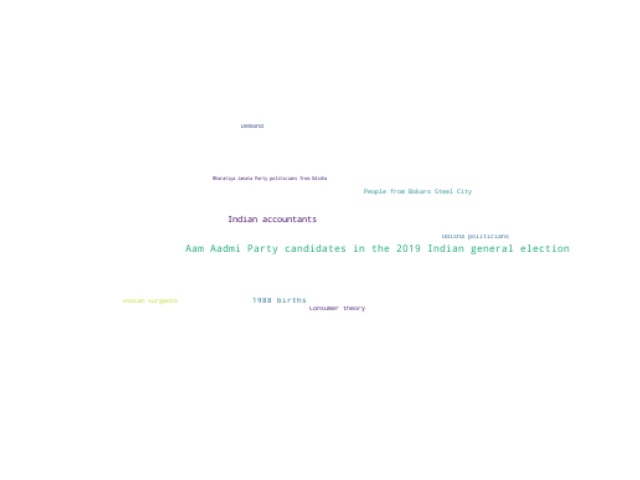 Demand
Bharatiya Janata Party politicians from Odisha
People from Bokaro Steel City
Indian accountants
Odisha politicians
Aam Aadmi Party candidates in the 2019 Indian general election
Indian surgeons
1988 births
Consumer theory